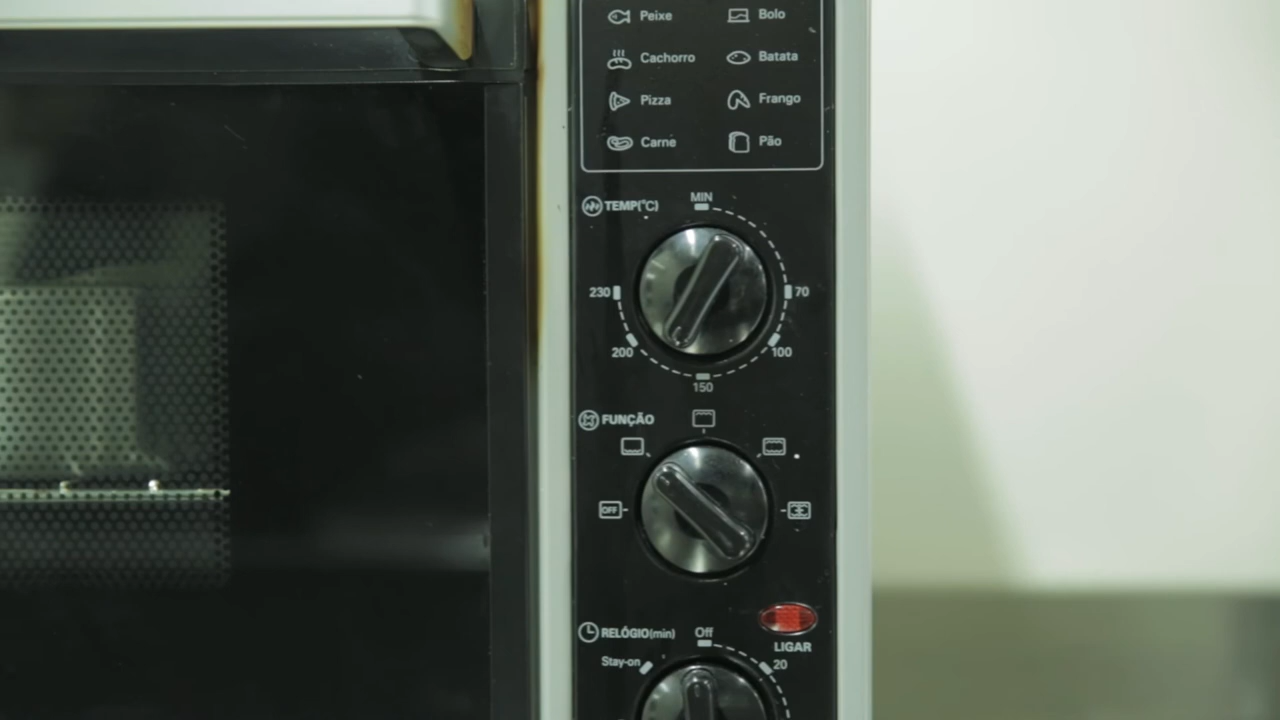 Peixe Bolo
Cachorro Batata
Pizza Frango
Carne Pão
TEMP(°C) MIN
230 70
200 100
150
FUNÇÃO
OFF
RELÓGIO(min) Off
LIGAR
Stay-on 20